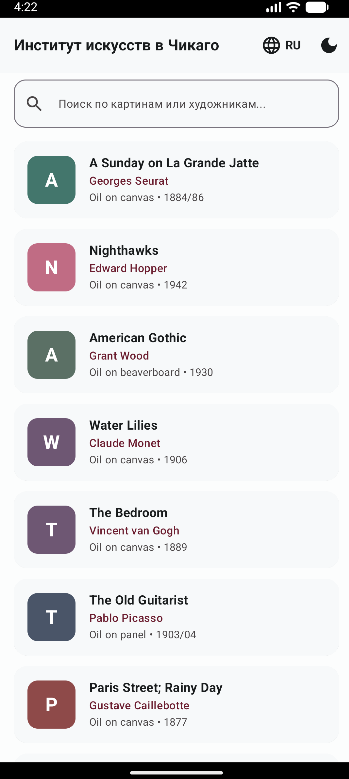 4:22
Институт искусств в Чикаго
RU
Поиск по картинам или художникам...
A
A Sunday on La Grande Jatte
Georges Seurat
Oil on canvas • 1884/86
N
Nighthawks
Edward Hopper
Oil on canvas • 1942
A
American Gothic
Grant Wood
Oil on beaverboard • 1930
W
Water Lilies
Claude Monet
Oil on canvas • 1906
T
The Bedroom
Vincent van Gogh
Oil on canvas • 1889
T
The Old Guitarist
Pablo Picasso
Oil on panel • 1903/04
P
Paris Street; Rainy Day
Gustave Caillebotte
Oil on canvas • 1877